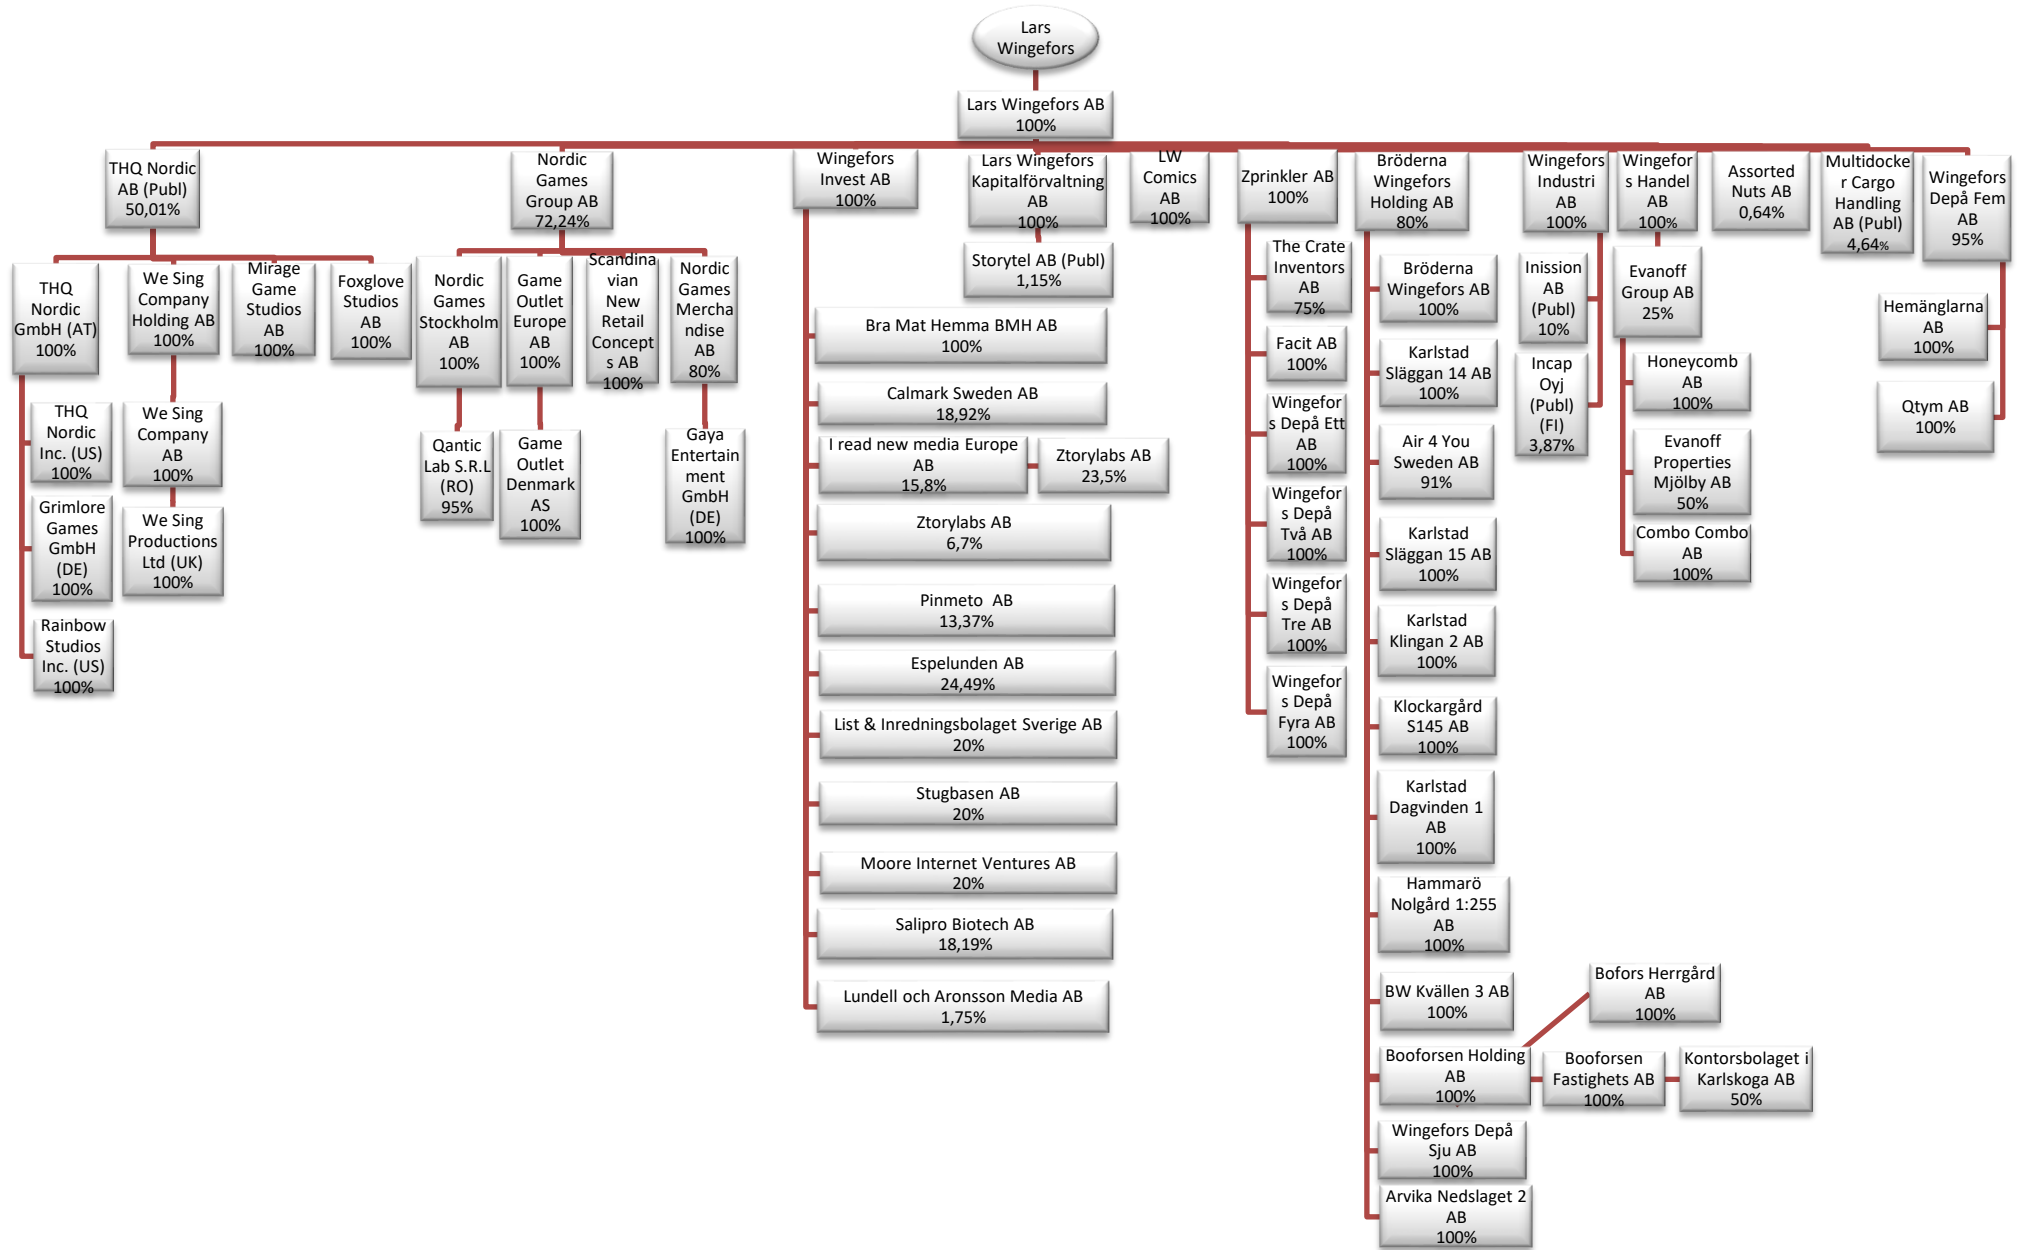 Lars
Wingefors
Lars Wingefors AB
100%
THQ Nordic
AB (Publ)
50,01%
Nordic
Games
Group AB
72,24%
Wingefors
Invest AB
100%
Lars Wingefors
Kapitalförvaltning
AB
100%
LW
Comics
AB
100%
Zprinkler AB
100%
Bröderna
Wingefors
Holding AB
80%
Wingefors
Industri
AB
100%
Wingefor
s Handel
AB
100%
Assorted
Nuts AB
0,64%
Multidocke
r Cargo
Handling
AB (Publ)
4,64%
Wingefors
Depå Fem
AB
95%
THQ
Nordic
GmbH (AT)
100%
We Sing
Company
Holding AB
100%
Mirage
Game
Studios
AB
100%
Foxglove
Studios
AB
100%
THQ
Nordic
Inc. (US)
100%
Grimlore
Games
GmbH
(DE)
100%
Rainbow
Studios
Inc. (US)
100%
We Sing
Company
AB
100%
We Sing
Productions
Ltd (UK)
100%
Nordic
Games
Stockholm
AB
100%
Game
Outlet
Europe
AB
100%
Scandina
vian
New
Retail
Concept
s AB
100%
Nordic
Games
Mercha
ndise
AB
80%
Qantic
Lab S.R.L
(RO)
95%
Game
Outlet
Denmark
AS
100%
Gaya
Entertain
ment
GmbH
(DE)
100%
Bra Mat Hemma BMH AB
100%
Calmark Sweden AB
18,92%
I read new media Europe
AB
15,8%
Ztorylabs AB
23,5%
Ztorylabs AB
6,7%
Pinmeto  AB
13,37%
Espelunden AB
24,49%
List & Inredningsbolaget Sverige AB
20%
Stugbasen AB
20%
Moore Internet Ventures AB
20%
Salipro Biotech AB
18,19%
Lundell och Aronsson Media AB
1,75%
Storytel AB (Publ)
1,15%
The Crate
Inventors
AB
75%
Facit AB
100%
Wingefor
s Depå Ett
AB
100%
Wingefor
s Depå
Två AB
100%
Wingefor
s Depå
Tre AB
100%
Wingefor
s Depå
Fyra AB
100%
Bröderna
Wingefors AB
100%
Karlstad
Släggan 14 AB
100%
Air 4 You
Sweden AB
91%
Karlstad
Släggan 15 AB
100%
Karlstad
Klingan 2 AB
100%
Klockargård
S145 AB
100%
Karlstad
Dagvinden 1
AB
100%
Hammarö
Nolgård 1:255
AB
100%
BW Kvällen 3 AB
100%
Booforsen Holding
AB
100%
Bofors Herrgård
AB
100%
Booforsen
Fastighets AB
100%
Kontorsbolaget i
Karlskoga AB
50%
Wingefors Depå
Sju AB
100%
Arvika Nedslaget 2
AB
100%
Inission
AB
(Publ)
10%
Incap
Oyj
(Publ)
(FI)
3,87%
Evanoff
Group AB
25%
Honeycomb
AB
100%
Evanoff
Properties
Mjölby AB
50%
Combo Combo
AB
100%
Hemänglarna
AB
100%
Qtym AB
100%